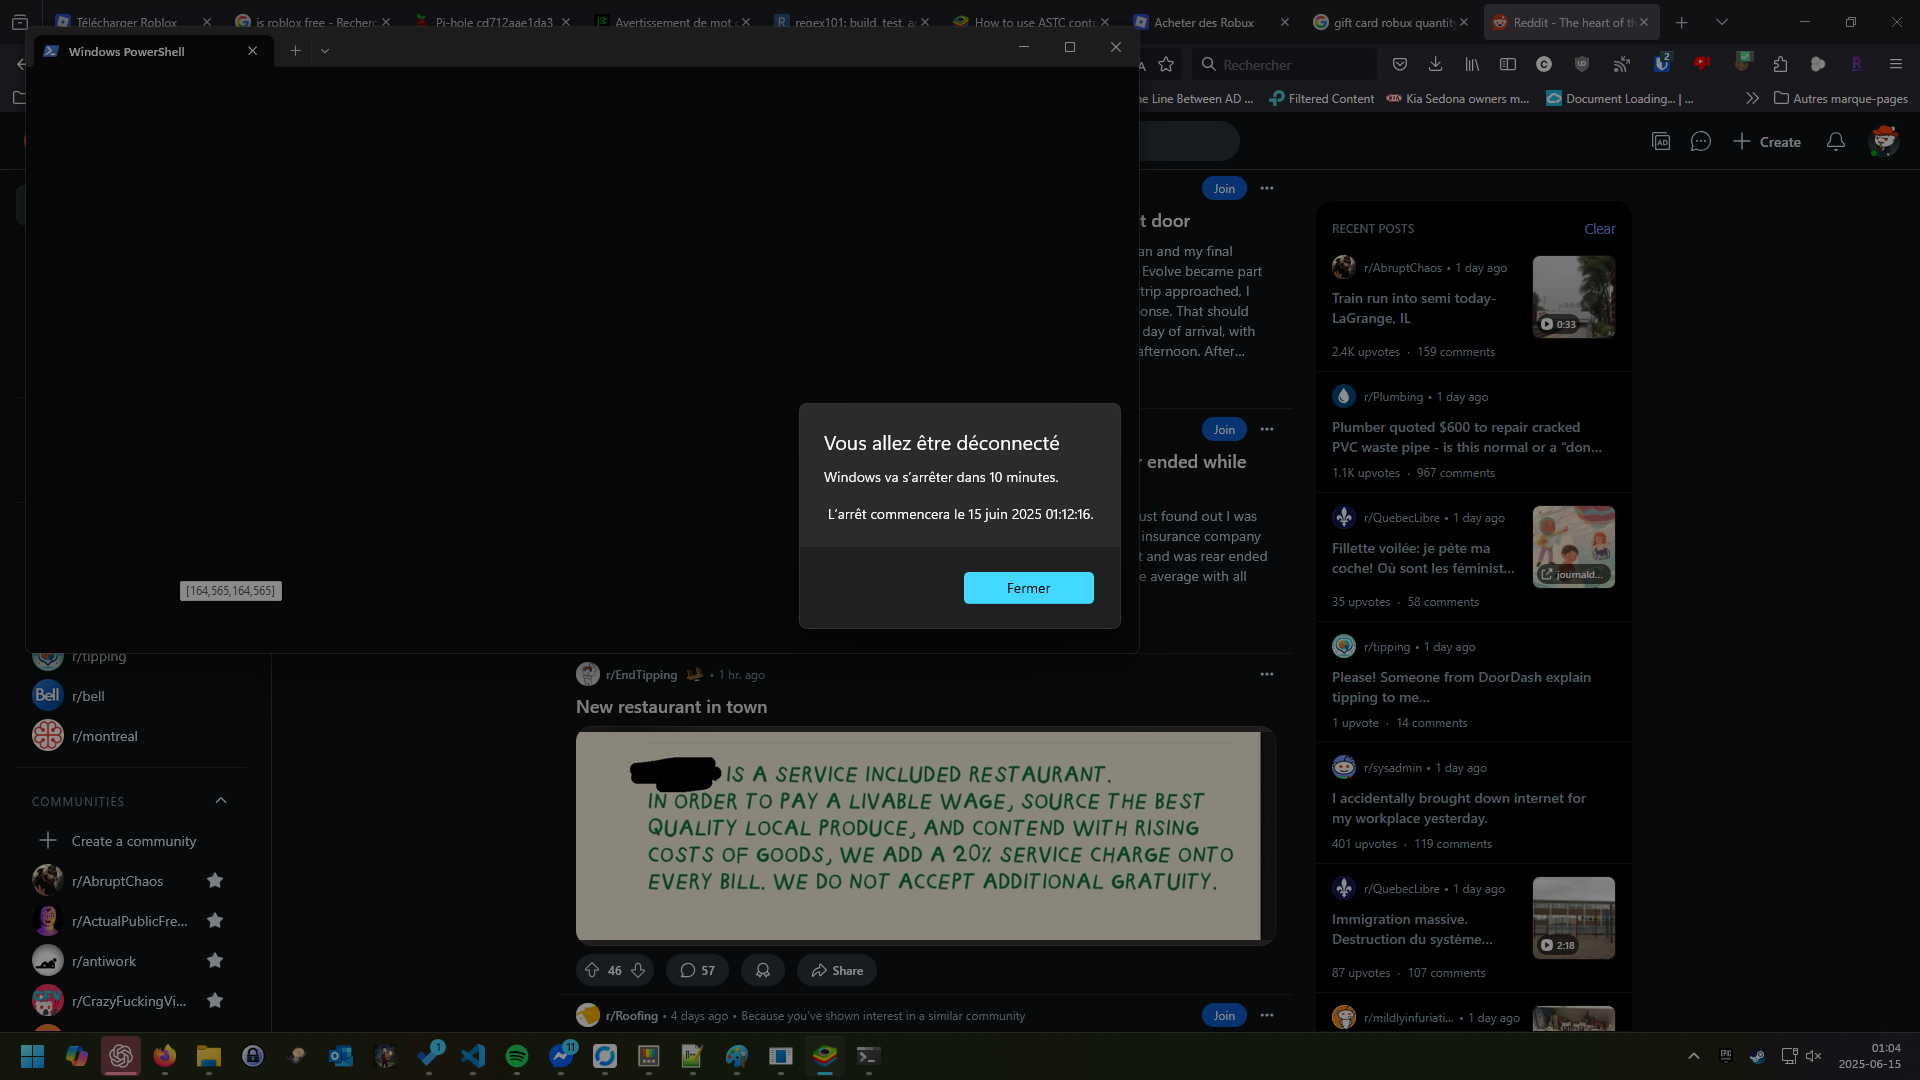 Télécharger Roblox
is roblox free - Recherc
Pi-hole cd712aae1da3
Avertissement de mot c
regex101: build, test, a
How to use ASTC contr
Acheter des Robux
gift card robux quantity
Reddit - The heart of th
Windows PowerShell
Rechercher
2
ne Line Between AD ...
Filtered Content
Kia Sedona owners m...
Document Loading... | ...
Autres marque-pages
Create
Join
t door
an and my final
Evolve became part
trip approached, I
onse. That should
day of arrival, with
afternoon. After...
Join
r ended while
ust found out I was
insurance company
t and was rear ended
e average with all
RECENT POSTS
Clear
r/AbruptChaos • 1 day ago
Train run into semi today-
LaGrange, IL
0:33
2.4K upvotes · 159 comments
r/Plumbing • 1 day ago
Plumber quoted $600 to repair cracked
PVC waste pipe - is this normal or a “don...
1.1K upvotes · 967 comments
r/QuebecLibre • 1 day ago
Fillette voilée: je pète ma
coche! Où sont les féminist...
journald...
35 upvotes · 58 comments
r/tipping • 1 day ago
Please! Someone from DoorDash explain
tipping to me...
1 upvote · 14 comments
r/sysadmin • 1 day ago
I accidentally brought down internet for
my workplace yesterday.
401 upvotes · 119 comments
r/QuebecLibre • 1 day ago
Immigration massive.
Destruction du système...
2:18
87 upvotes · 107 comments
r/mildlyinfuriati... • 1 day ago
Vous allez être déconnecté
Windows va s’arrêter dans 10 minutes.
L’arrêt commencera le 15 juin 2025 01:12:16.
Fermer
[164,565,164,565]
r/tipping
Bell
r/bell
r/montreal
COMMUNITIES
Create a community
r/AbruptChaos
r/ActualPublicFre...
r/antiwork
r/CrazyFuckingVi...
r/EndTipping • 1 hr. ago
New restaurant in town
IS A SERVICE INCLUDED RESTAURANT.
IN ORDER TO PAY A LIVABLE WAGE, SOURCE THE BEST
QUALITY LOCAL PRODUCE, AND CONTEND WITH RISING
COSTS OF GOODS, WE ADD A 20% SERVICE CHARGE ONTO
EVERY BILL. WE DO NOT ACCEPT ADDITIONAL GRATUITY.
46
57
Share
r/Roofing • 4 days ago • Because you've shown interest in a similar community
Join
1
11
01:04
2025-06-15